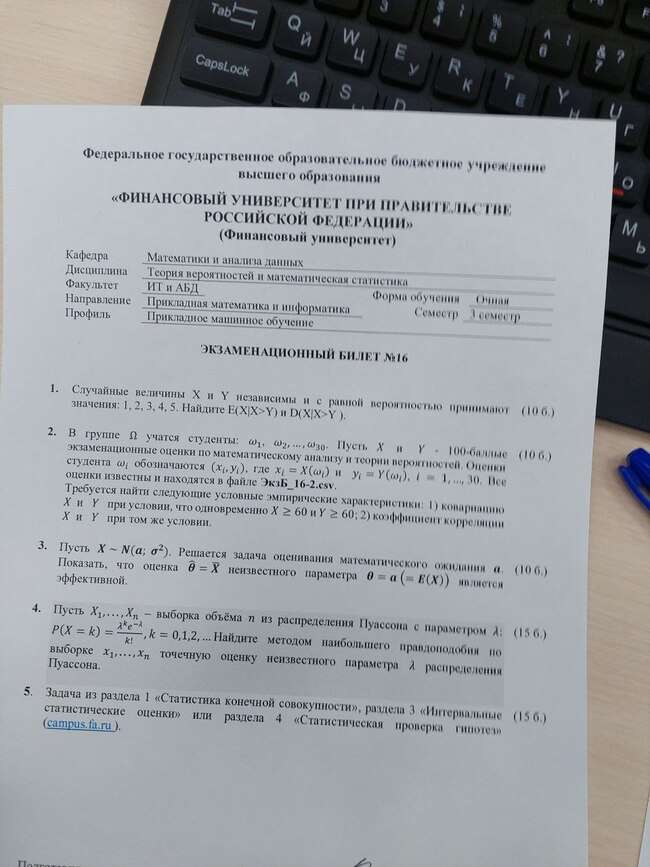 Tab
CapsLock
Q Й
W Ц
E У
R К
T Е
Y Н
А Ф
S
D
3
4
5 %
6 ^
7 &
Г
О
М Ь
Федеральное государственное образовательное бюджетное учреждение
высшего образования
«ФИНАНСОВЫЙ УНИВЕРСИТЕТ ПРИ ПРАВИТЕЛЬСТВЕ
РОССИЙСКОЙ ФЕДЕРАЦИИ»
(Финансовый университет)
Кафедра Математики и анализа данных
Дисциплина Теория вероятностей и математическая статистика
Факультет ИТ и АБД Форма обучения Очная
Направление Прикладная математика и информатика Семестр 3 семестр
Профиль Прикладное машинное обучение
ЭКЗАМЕНАЦИОННЫЙ БИЛЕТ №16
1. Случайные величины X и Y независимы и с равной вероятностью принимают (10 б.)
значения: 1, 2, 3, 4, 5. Найдите E(X|X>Y) и D(X|X>Y ).
2. В группе Ω учатся студенты: ω₁, ω₂, ..., ω₃₀. Пусть X и Y - 100-баллые (10 б.)
экзаменационные оценки по математическому анализу и теории вероятностей. Оценки
студента ωᵢ обозначаются (xᵢ, yᵢ), где xᵢ = X(ωᵢ) и yᵢ = Y(ωᵢ), i = 1, ..., 30. Все
оценки известны и находятся в файле ЭкзБ_16-2.csv.
Требуется найти следующие условные эмпирические характеристики: 1) ковариацию
X и Y при условии, что одновременно X ≥ 60 и Y ≥ 60; 2) коэффициент корреляции
X и Y при том же условии.
3. Пусть X ~ N(a; σ²). Решается задача оценивания математического ожидания a. (10 б.)
Показать, что оценка θ̂ = X̄ неизвестного параметра θ = a (= E(X)) является
эффективной.
4. Пусть X₁, ..., Xₙ – выборка объёма n из распределения Пуассона с параметром λ: (15 б.)
P(X = k) = λᵏe⁻λ/k!, k = 0,1,2, ... Найдите методом наибольшего правдоподобия по
выборке x₁, ..., xₙ точечную оценку неизвестного параметра λ распределения
Пуассона.
5. Задача из раздела 1 «Статистика конечной совокупности», раздела 3 «Интервальные (15 б.)
статистические оценки» или раздела 4 «Статистическая проверка гипотез»
(campus.fa.ru ).